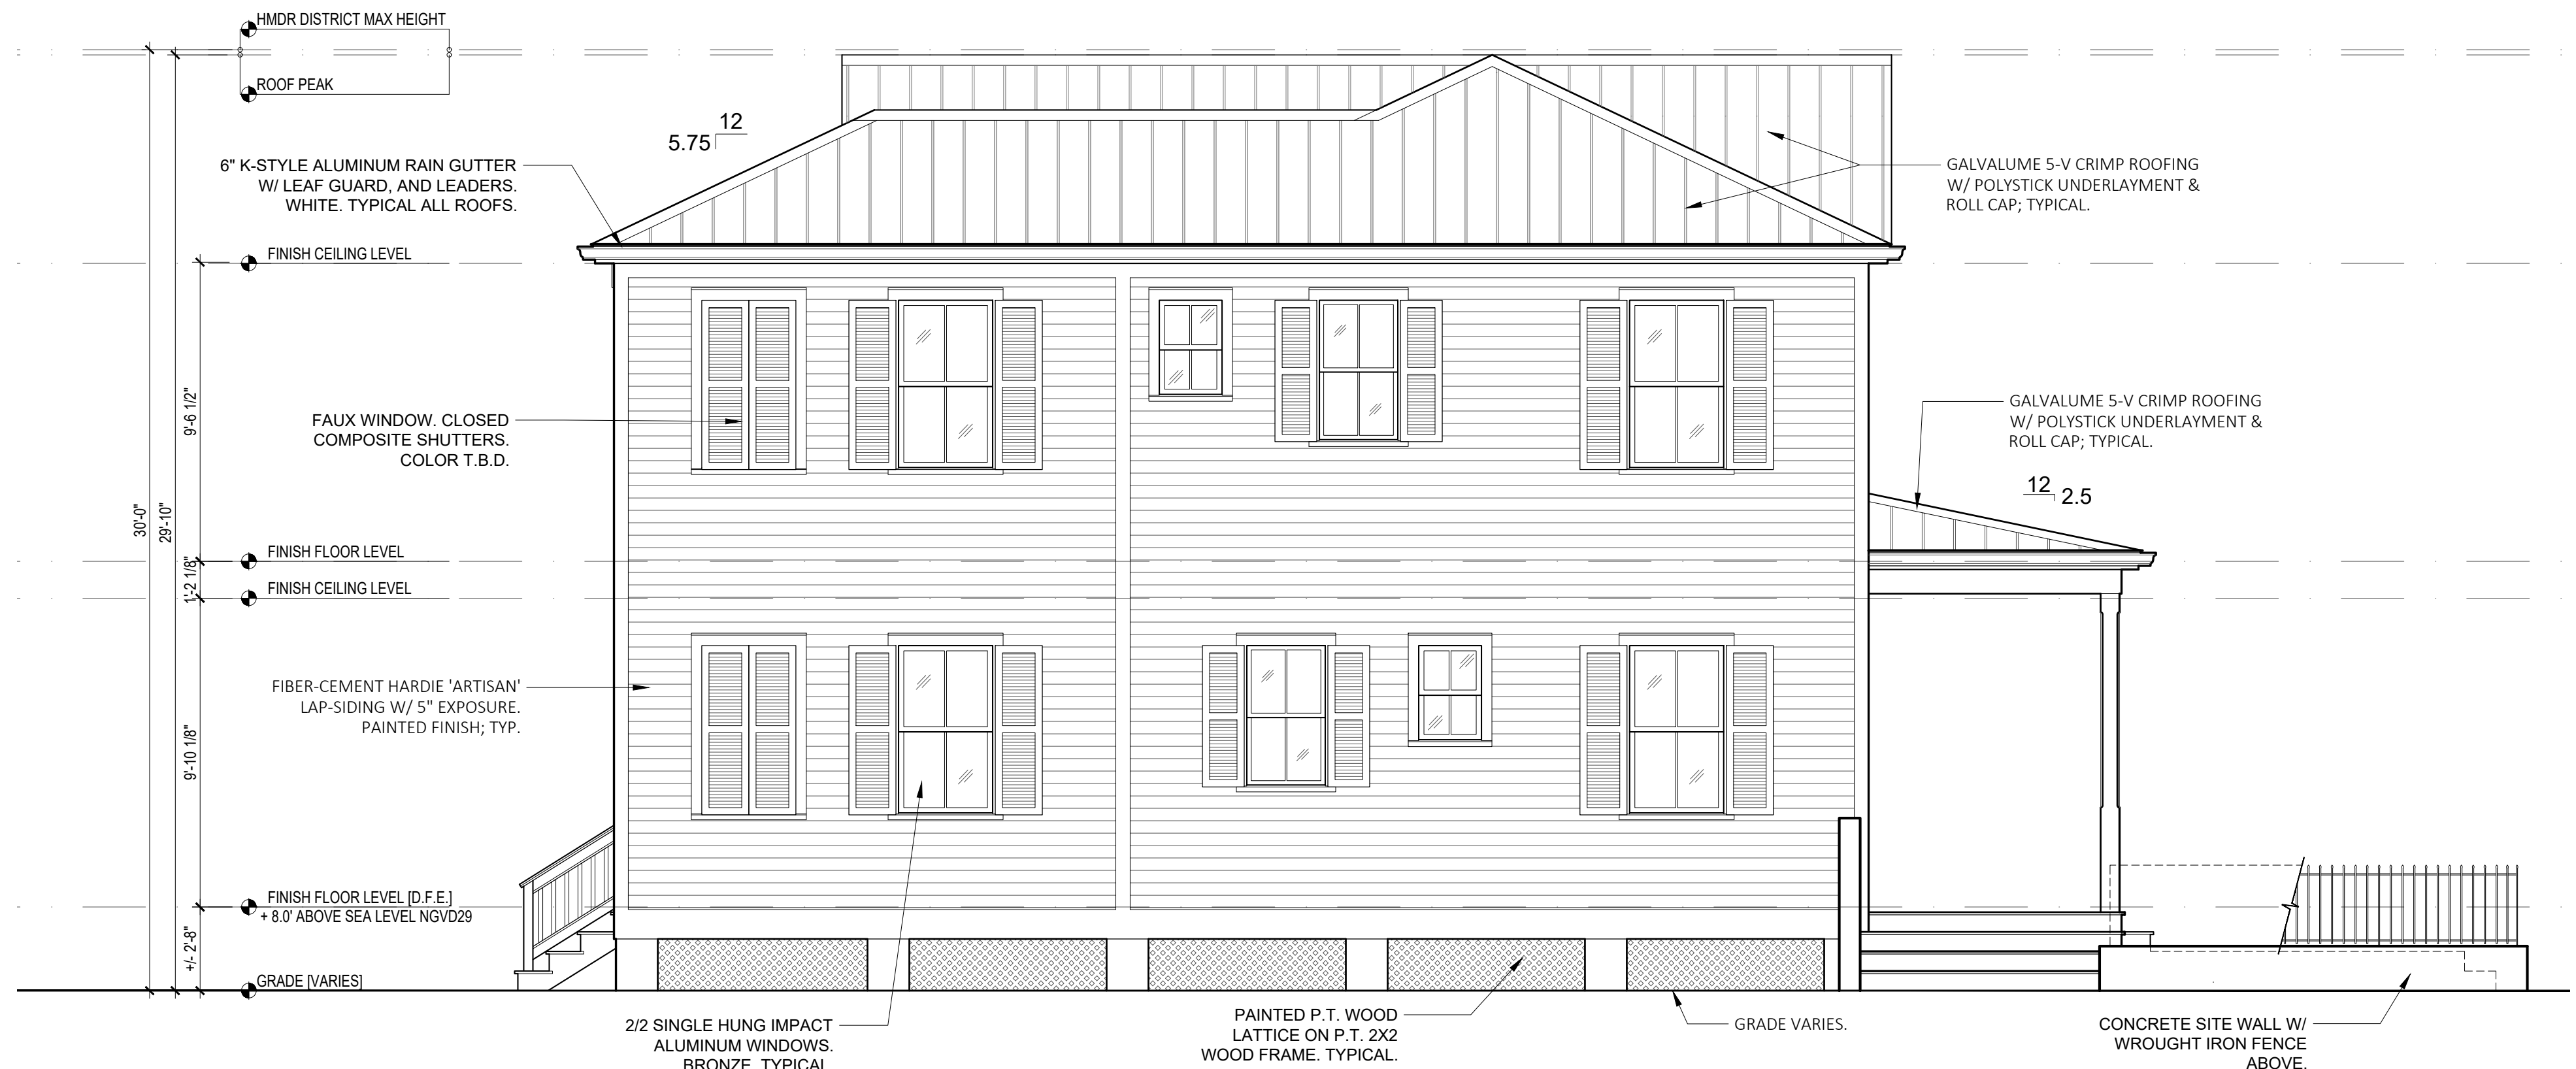 HMDR DISTRICT MAX HEIGHT
ROOF PEAK
12
5.75
6" K-STYLE ALUMINUM RAIN GUTTER
W/ LEAF GUARD, AND LEADERS.
WHITE. TYPICAL ALL ROOFS.
GALVALUME 5-V CRIMP ROOFING
W/ POLYSTICK UNDERLAYMENT &
ROLL CAP; TYPICAL.
FINISH CEILING LEVEL
9'-6 1/2"
FAUX WINDOW. CLOSED
COMPOSITE SHUTTERS.
COLOR T.B.D.
GALVALUME 5-V CRIMP ROOFING
W/ POLYSTICK UNDERLAYMENT &
ROLL CAP; TYPICAL.
12
2.5
30'-0"
29'-10"
FINISH FLOOR LEVEL
1'-2 1/8"
FINISH CEILING LEVEL
FIBER-CEMENT HARDIE 'ARTISAN'
LAP-SIDING W/ 5" EXPOSURE.
PAINTED FINISH; TYP.
9'-10 1/8"
FINISH FLOOR LEVEL [D.F.E.]
+ 8.0' ABOVE SEA LEVEL NGVD29
+/- 2'-8"
GRADE [VARIES]
2/2 SINGLE HUNG IMPACT
ALUMINUM WINDOWS.
BRONZE. TYPICAL
PAINTED P.T. WOOD
LATTICE ON P.T. 2X2
WOOD FRAME. TYPICAL.
GRADE VARIES.
CONCRETE SITE WALL W/
WROUGHT IRON FENCE
ABOVE.